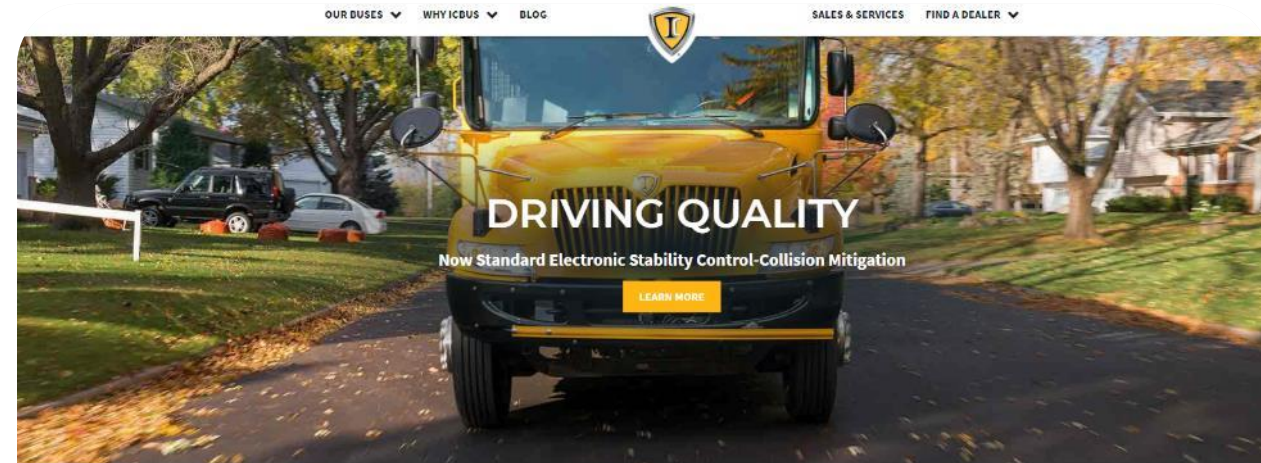 OUR BUSES WHY ICBUS BLOG SALES & SERVICES FIND A DEALER
DRIVING QUALITY
Now Standard Electronic Stability Control-Collision Mitigation
LEARN MORE